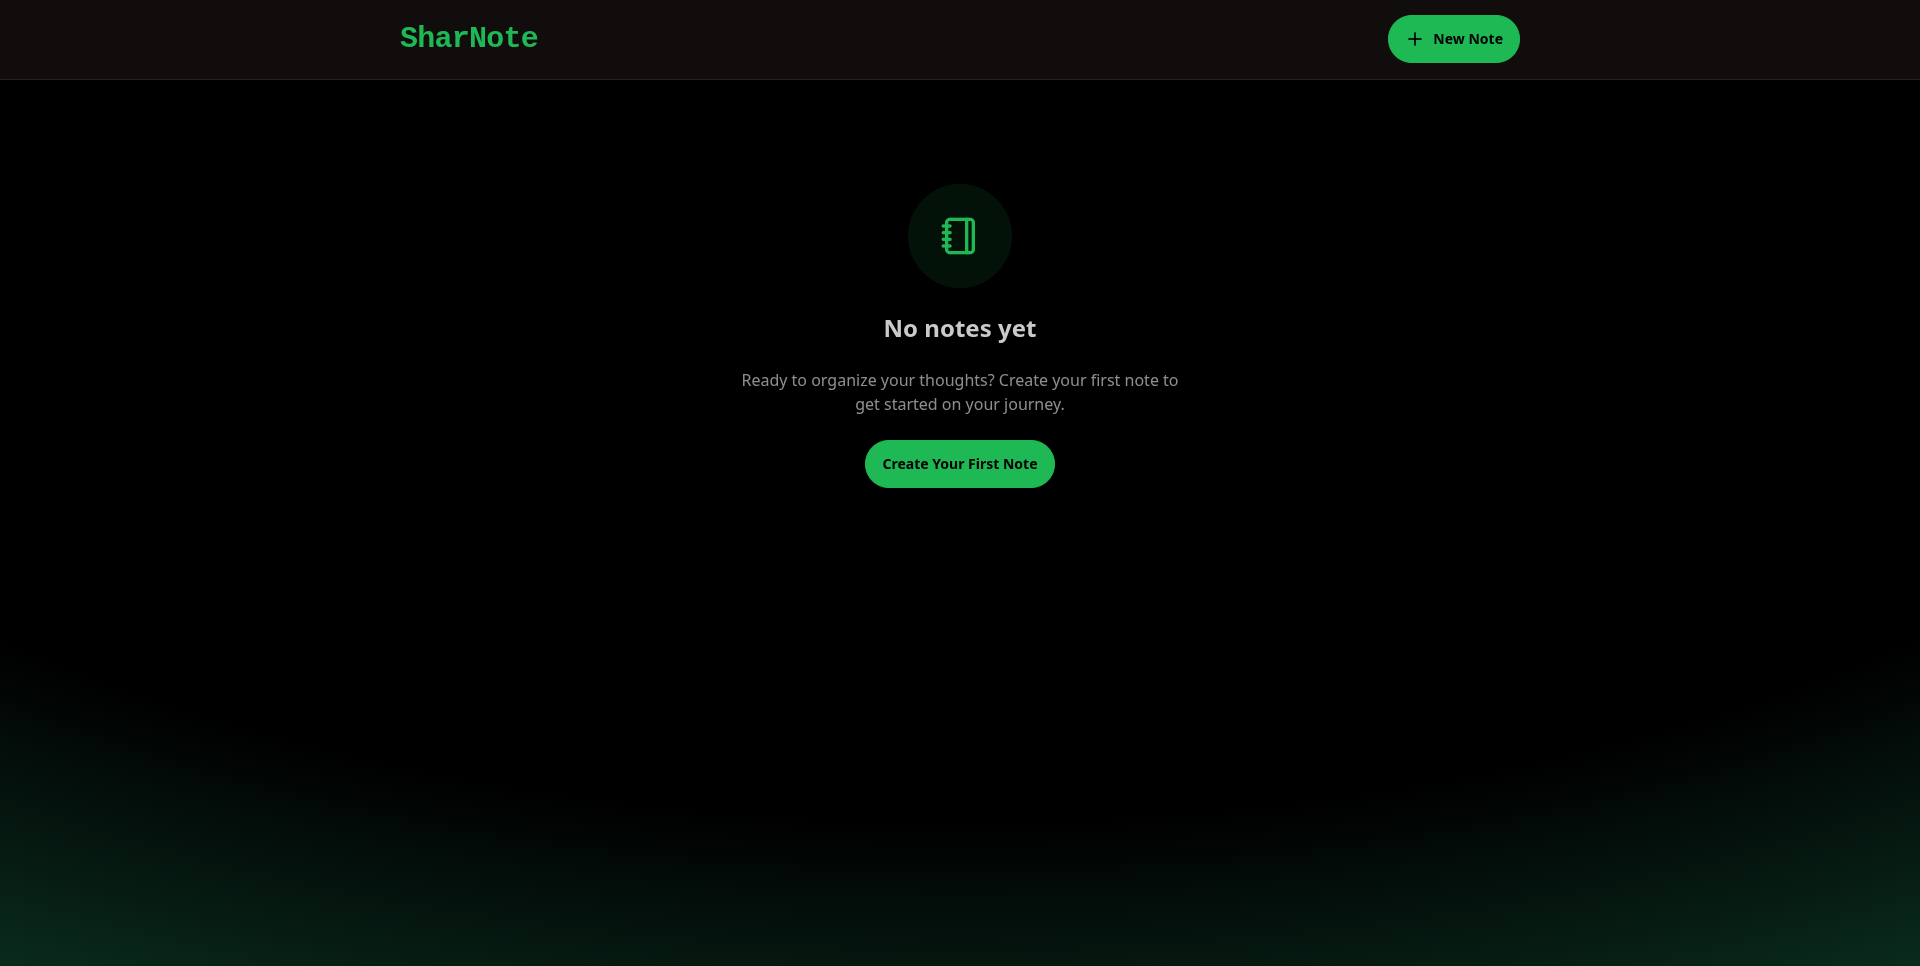 SharNote
New Note
No notes yet
Ready to organize your thoughts? Create your first note to
get started on your journey.
Create Your First Note